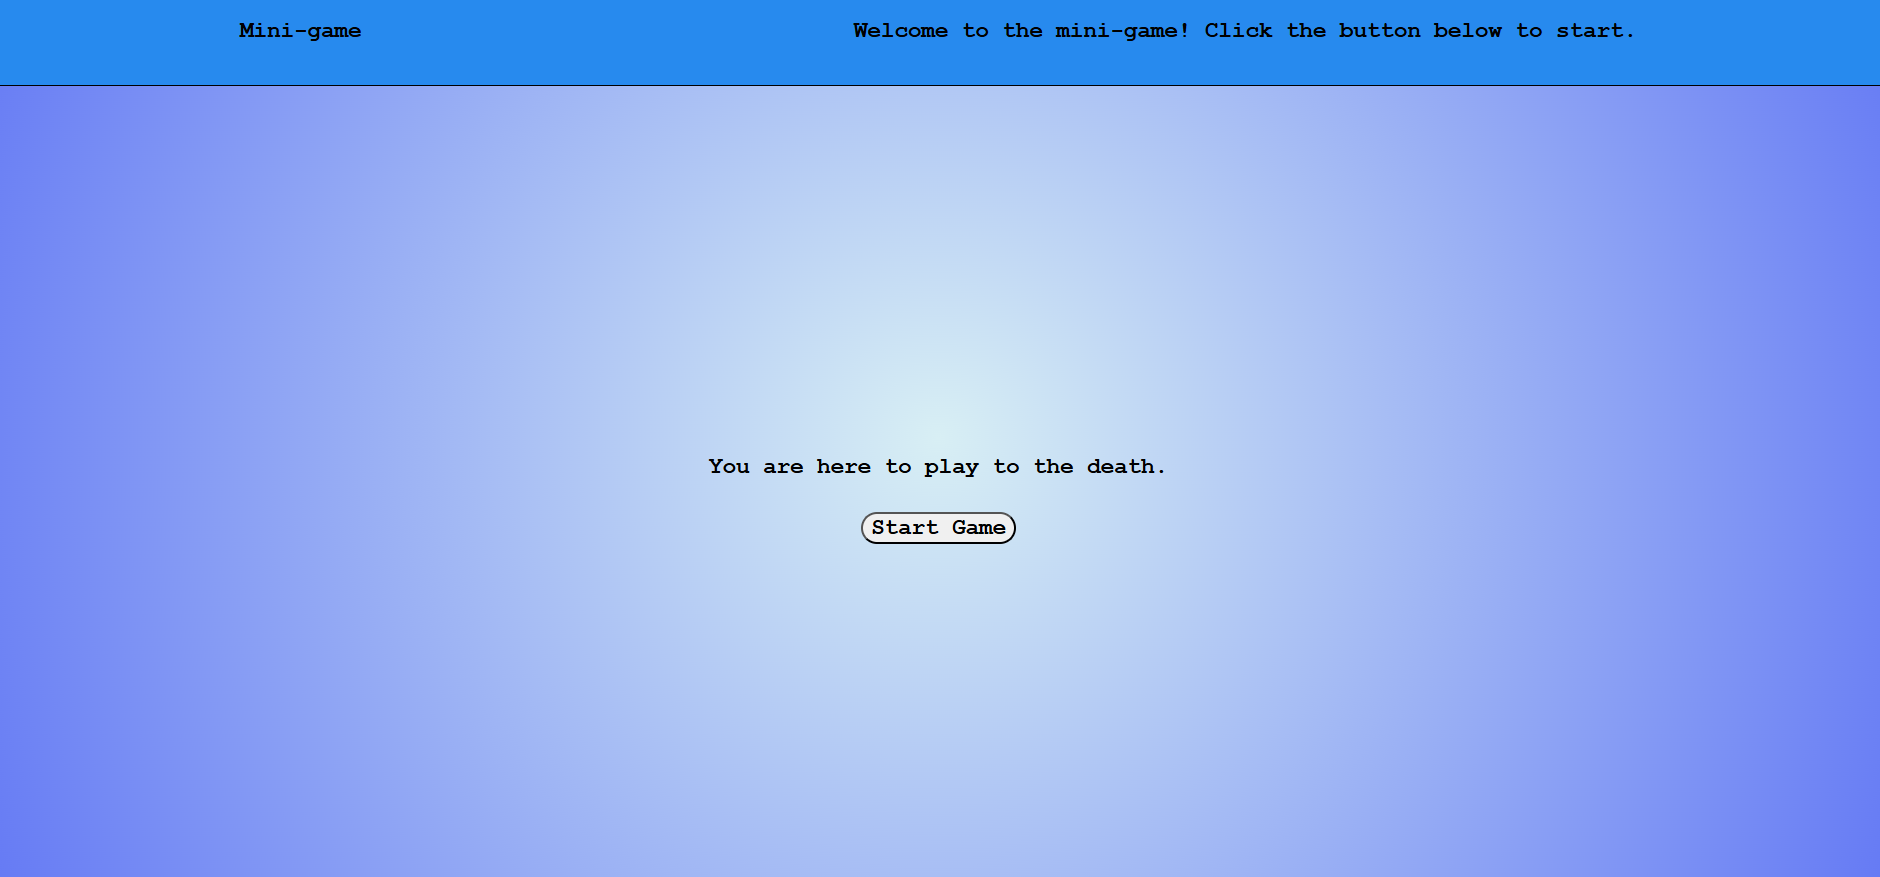 Mini-game
Welcome to the mini-game! Click the button below to start.
You are here to play to the death.
Start Game